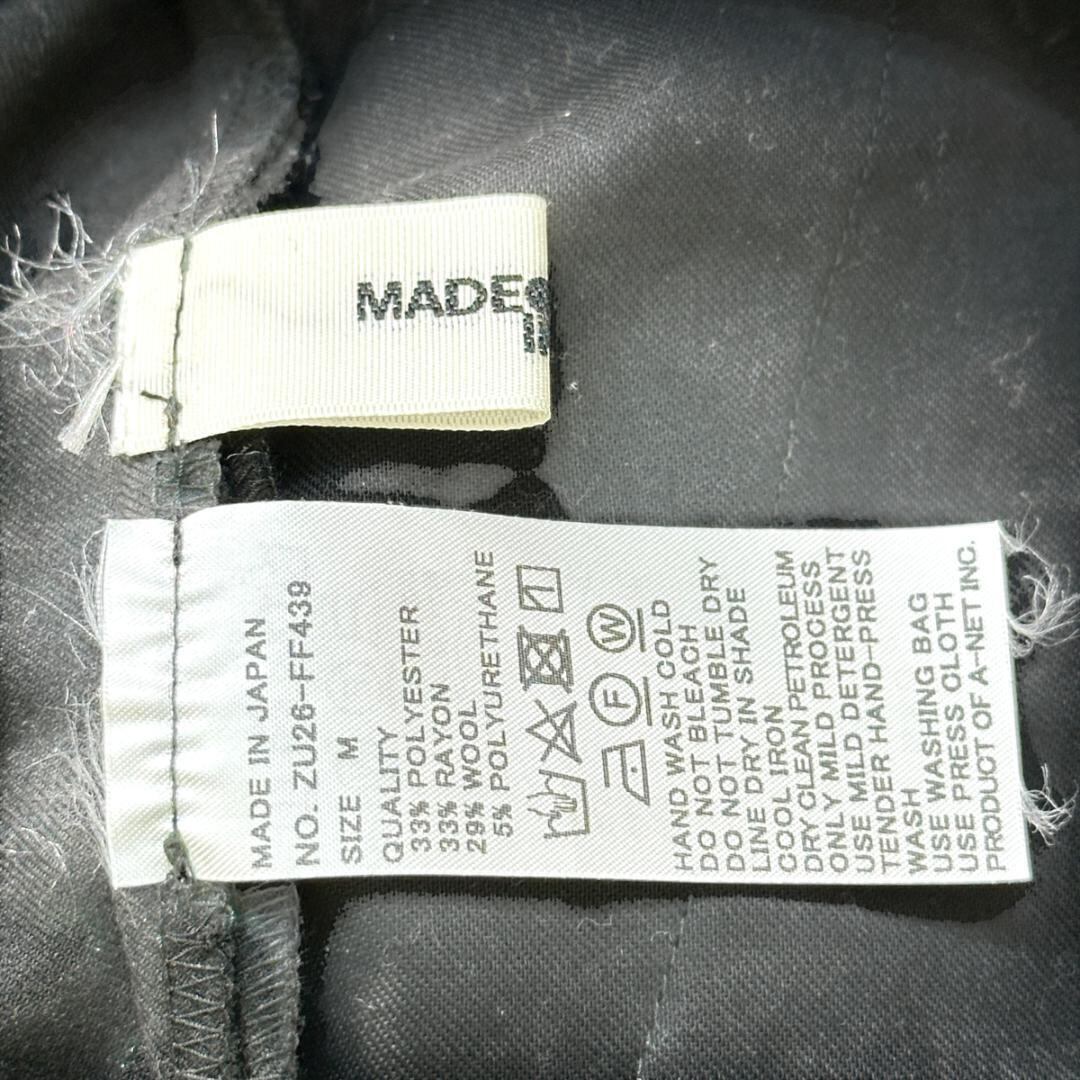 MADE
MADE IN JAPAN
NO. ZU26-FF439
SIZE M
QUALITY
33% POLYESTER
33% RAYON
29% WOOL
5% POLYURETHANE
F
W
HAND WASH COLD
DO NOT BLEACH
DO NOT TUMBLE DRY
LINE DRY IN SHADE
COOL IRON
DRY CLEAN PETROLEUM
ONLY MILD PROCESS
USE MILD DETERGENT
TENDER HAND-PRESS
WASH
USE WASHING BAG
USE PRESS CLOTH
PRODUCT OF A-NET INC.